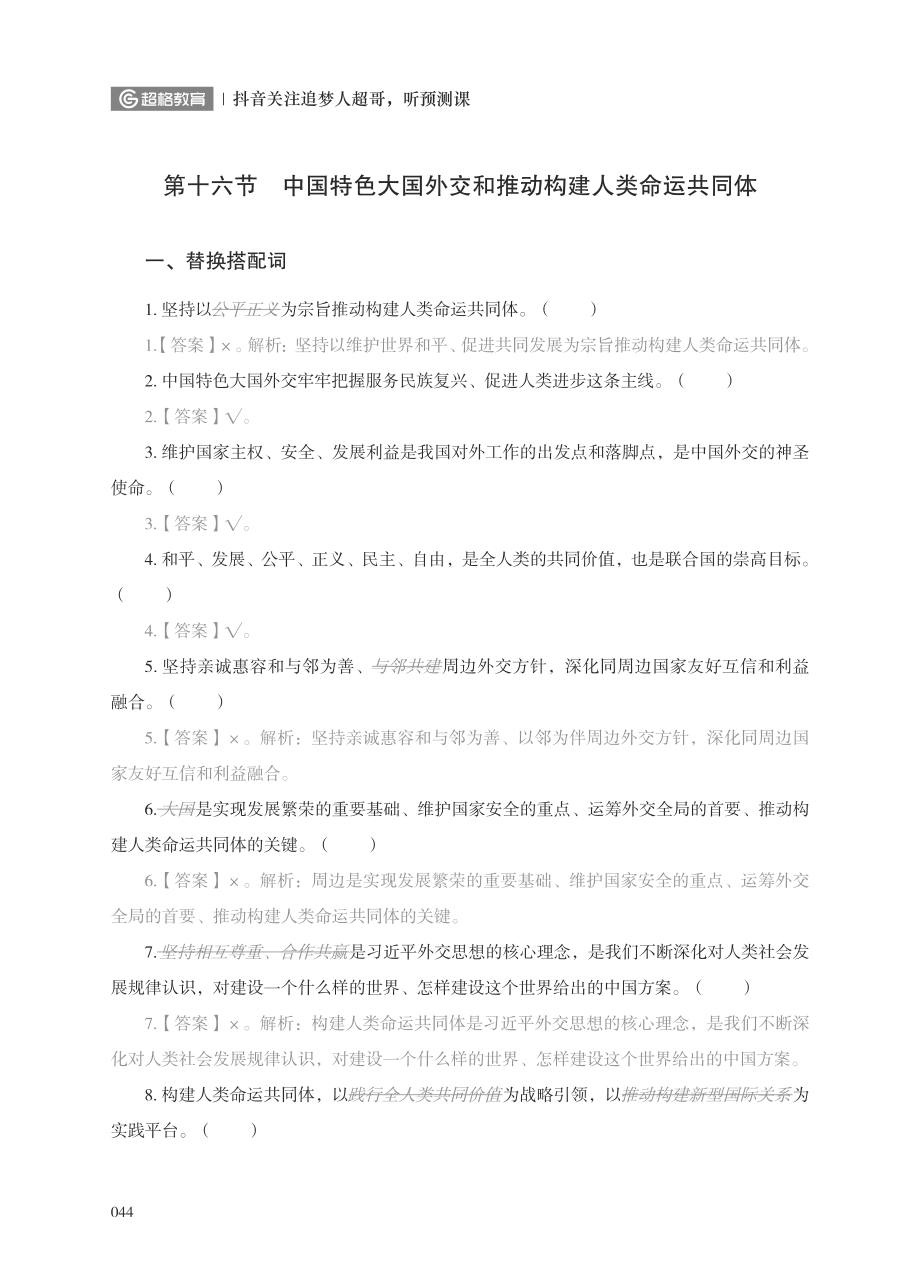 超格教育 | 抖音关注追梦人超哥，听预测课
第十六节 中国特色大国外交和推动构建人类命运共同体
一、替换搭配词
1. 坚持以公平正义为宗旨推动构建人类命运共同体。（ ）
1.【答案】×。解析：坚持以维护世界和平、促进共同发展为宗旨推动构建人类命运共同体。
2. 中国特色大国外交牢牢把握服务民族复兴、促进人类进步这条主线。（ ）
2.【答案】√。
3. 维护国家主权、安全、发展利益是我国对外工作的出发点和落脚点，是中国外交的神圣
使命。（ ）
3.【答案】√。
4. 和平、发展、公平、正义、民主、自由，是全人类的共同价值，也是联合国的崇高目标。
（ ）
4.【答案】√。
5. 坚持亲诚惠容和与邻为善、与邻共建周边外交方针，深化同周边国家友好互信和利益
融合。（ ）
5.【答案】×。解析：坚持亲诚惠容和与邻为善、以邻为伴周边外交方针，深化同周边国
家友好互信和利益融合。
6. 大国是实现发展繁荣的重要基础、维护国家安全的重点、运筹外交全局的首要、推动构
建人类命运共同体的关键。（ ）
6.【答案】×。解析：周边是实现发展繁荣的重要基础、维护国家安全的重点、运筹外交
全局的首要、推动构建人类命运共同体的关键。
7. 坚持相互尊重、合作共赢是习近平外交思想的核心理念，是我们不断深化对人类社会发
展规律认识，对建设一个什么样的世界、怎样建设这个世界给出的中国方案。（ ）
7.【答案】×。解析：构建人类命运共同体是习近平外交思想的核心理念，是我们不断深
化对人类社会发展规律认识，对建设一个什么样的世界、怎样建设这个世界给出的中国方案。
8. 构建人类命运共同体，以践行全人类共同价值为战略引领，以推动构建新型国际关系为
实践平台。（ ）
044